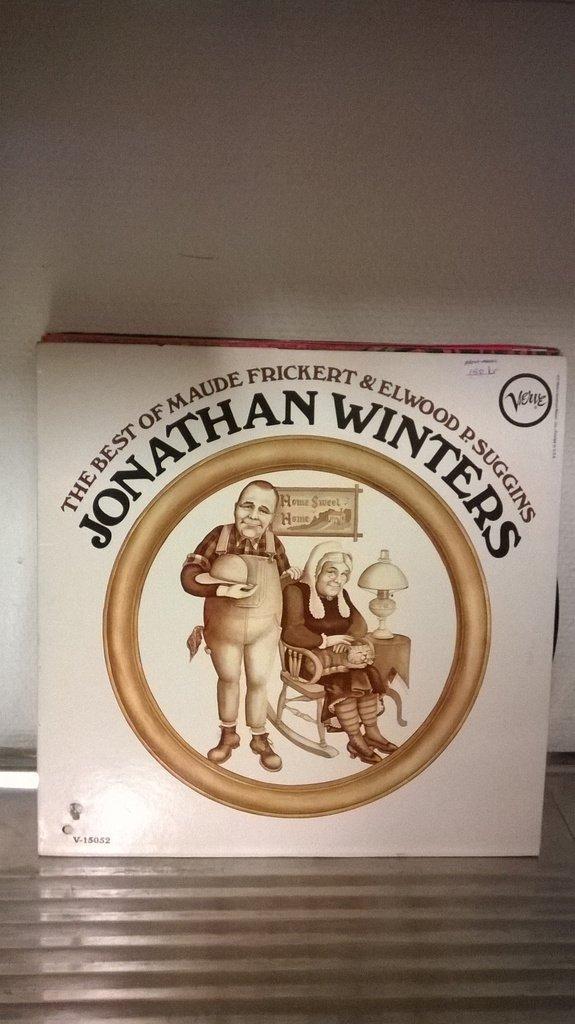 THE BEST OF MAUDE FRICKERT & ELWOOD P. SUGGINS
JONATHAN WINTERS
Verve
Home Sweet
Home
V-15052